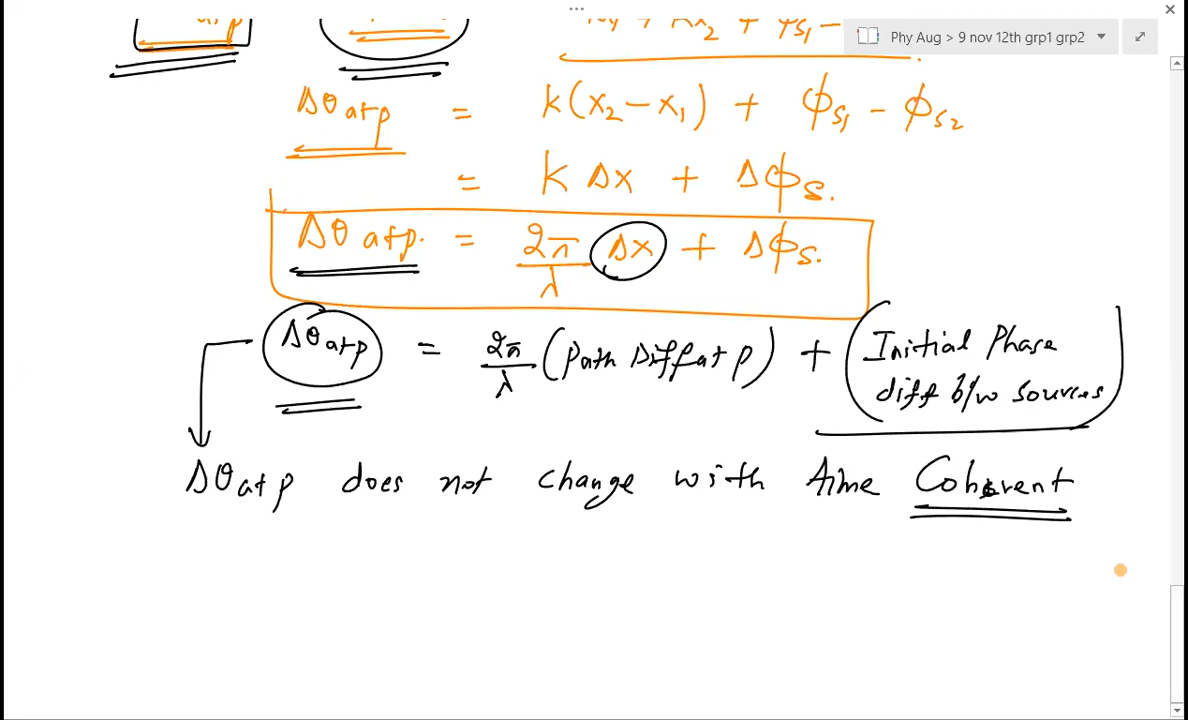 Phy Aug > 9 nov 12th grp1 grp2
Δθ at p = k(x₂-x₁) + ϕs₁ - ϕs₂
= k Δx + Δϕs.
Δθ at p. = 2π/λ Δx + Δϕs.
Δθ at p = 2π/λ (Path Diff at p) + (Initial Phase
diff b/w sources)
Δθ at p does not change with time Coherent